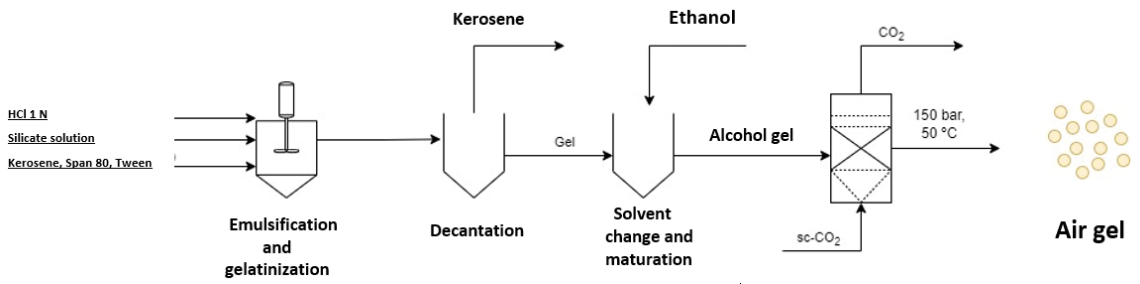 Kerosene
Ethanol
CO2
HCl 1 N
Silicate solution
Kerosene, Span 80, Tween
150 bar,
50 ºC
Gel
Alcohol gel
Emulsification
and
gelatinization
Decantation
Solvent
change and
maturation
sc-CO2
Air gel